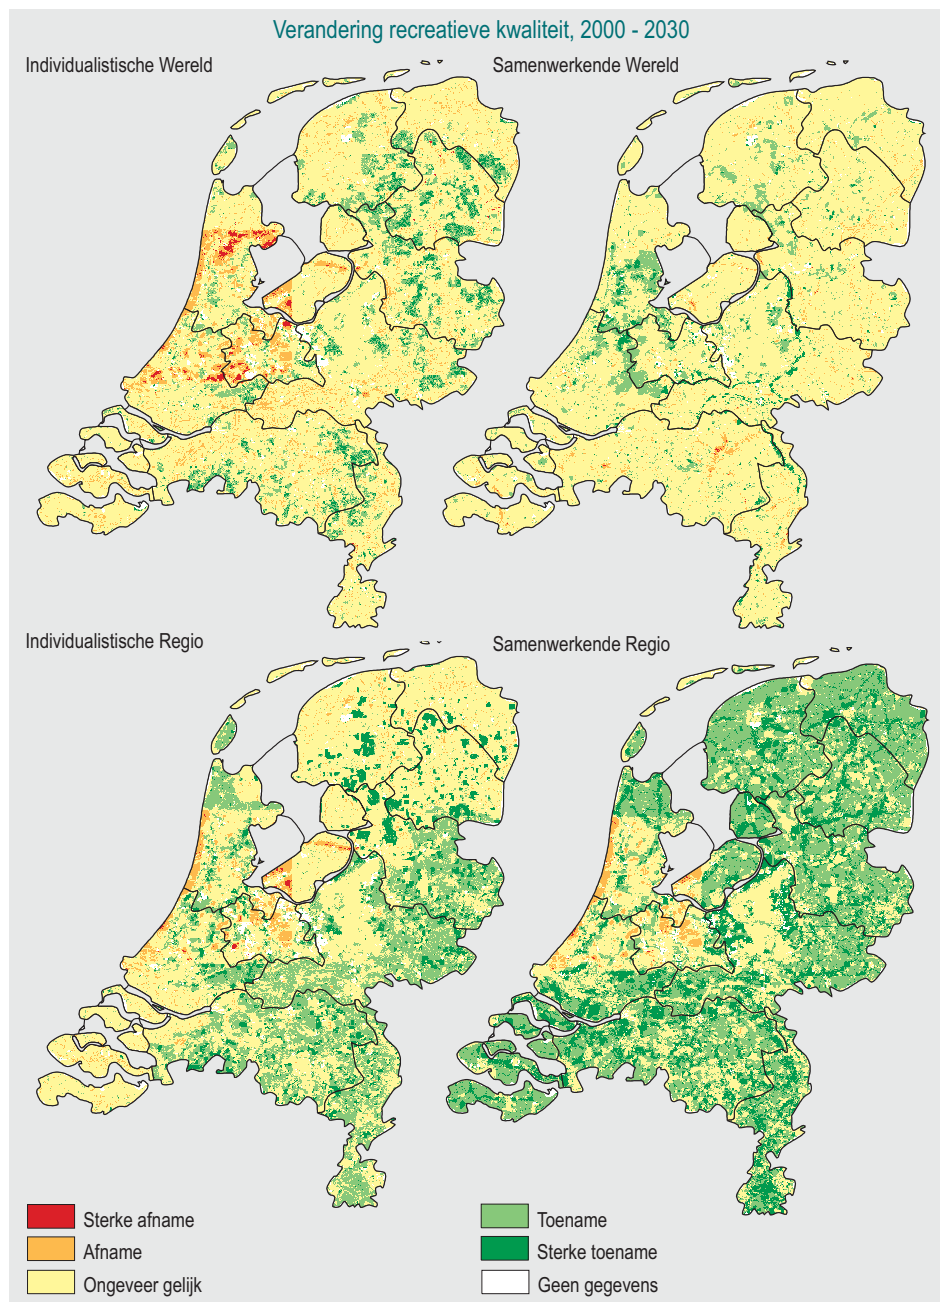 Verandering recreatieve kwaliteit, 2000 - 2030
Individualistische Wereld
Samenwerkende Wereld
Individualistische Regio
Samenwerkende Regio
Sterke afname
Afname
Ongeveer gelijk
Toename
Sterke toename
Geen gegevens